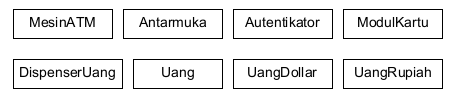 MesinATM Antarmuka Autentikator ModulKartu
DispenserUang Uang UangDollar UangRupiah